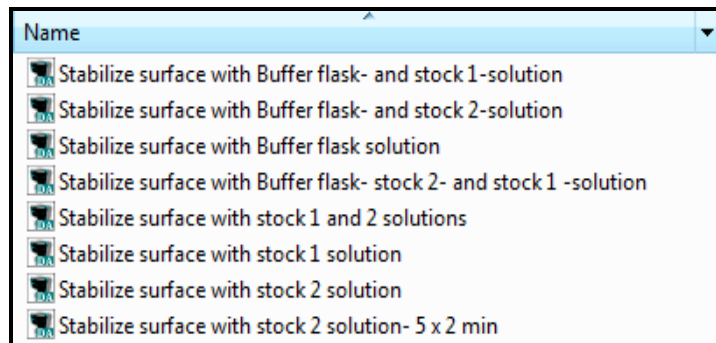 Name
Stabilize surface with Buffer flask- and stock 1-solution
Stabilize surface with Buffer flask- and stock 2-solution
Stabilize surface with Buffer flask solution
Stabilize surface with Buffer flask- stock 2- and stock 1 -solution
Stabilize surface with stock 1 and 2 solutions
Stabilize surface with stock 1 solution
Stabilize surface with stock 2 solution
Stabilize surface with stock 2 solution- 5 x 2 min